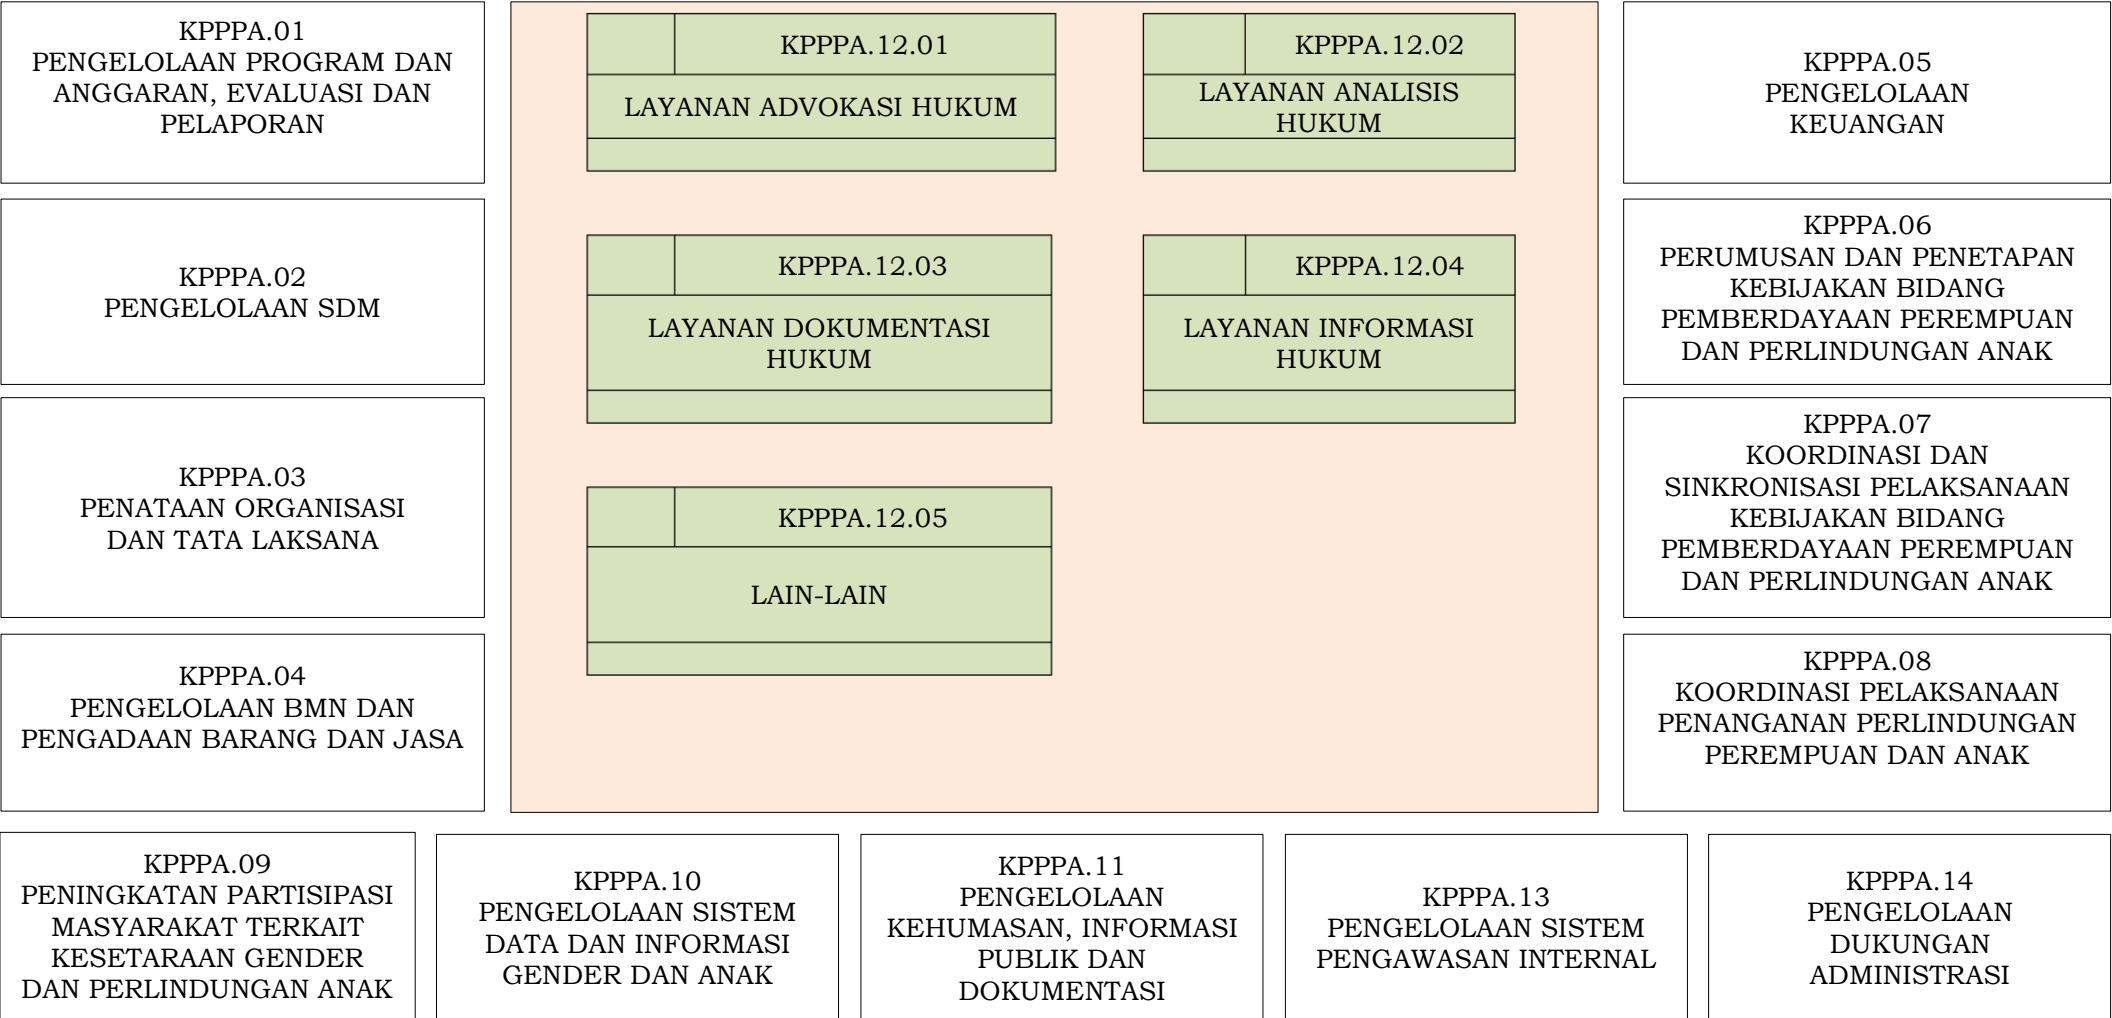 KPPPA.01
PENGELOLAAN PROGRAM DAN
ANGGARAN, EVALUASI DAN
PELAPORAN
KPPPA.02
PENGELOLAAN SDM
KPPPA.03
PENATAAN ORGANISASI
DAN TATA LAKSANA
KPPPA.04
PENGELOLAAN BMN DAN
PENGADAAN BARANG DAN JASA
KPPPA.12.01
LAYANAN ADVOKASI HUKUM
KPPPA.12.02
LAYANAN ANALISIS
HUKUM
KPPPA.12.03
LAYANAN DOKUMENTASI
HUKUM
KPPPA.12.04
LAYANAN INFORMASI
HUKUM
KPPPA.12.05
LAIN-LAIN
KPPPA.05
PENGELOLAAN
KEUANGAN
KPPPA.06
PERUMUSAN DAN PENETAPAN
KEBIJAKAN BIDANG
PEMBERDAYAAN PEREMPUAN
DAN PERLINDUNGAN ANAK
KPPPA.07
KOORDINASI DAN
SINKRONISASI PELAKSANAAN
KEBIJAKAN BIDANG
PEMBERDAYAAN PEREMPUAN
DAN PERLINDUNGAN ANAK
KPPPA.08
KOORDINASI PELAKSANAAN
PENANGANAN PERLINDUNGAN
PEREMPUAN DAN ANAK
KPPPA.09
PENINGKATAN PARTISIPASI
MASYARAKAT TERKAIT
KESETARAAN GENDER
DAN PERLINDUNGAN ANAK
KPPPA.10
PENGELOLAAN SISTEM
DATA DAN INFORMASI
GENDER DAN ANAK
KPPPA.11
PENGELOLAAN
KEHUMASAN, INFORMASI
PUBLIK DAN
DOKUMENTASI
KPPPA.13
PENGELOLAAN SISTEM
PENGAWASAN INTERNAL
KPPPA.14
PENGELOLAAN
DUKUNGAN
ADMINISTRASI